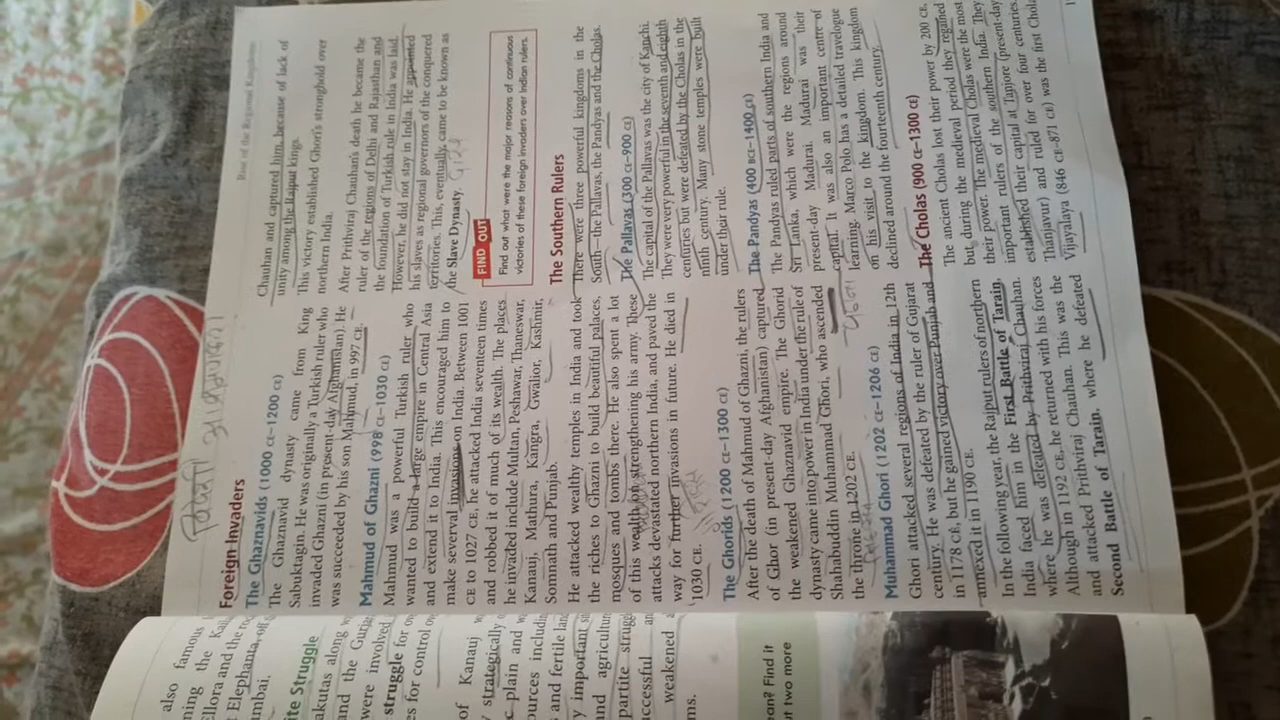 Rise of the Regional Kingdoms
विदेशी आक्रमणकारी
Foreign Invaders
The Ghaznavids (1000 CE-1200 CE)
The Ghaznavid dynasty came from King
Sabuktagin. He was originally a Turkish ruler who
invaded Ghazni (in present-day Afghanistan). He
was succeeded by his son Mahmud, in 997 CE.
Mahmud of Ghazni (998 CE-1030 CE)
Mahmud was a powerful Turkish ruler who
wanted to build a large empire in Central Asia
and extend it to India. This encouraged him to
make several invasions on India. Between 1001
CE to 1027 CE, he attacked India seventeen times
and robbed it of much of its wealth. The places
he invaded include Multan, Peshawar, Thaneswar,
Kanauj, Mathura, Kangra, Gwalior, Kashmir,
Somnath and Punjab.
He attacked wealthy temples in India and took
the riches to Ghazni to build beautiful palaces,
mosques and tombs there. He also spent a lot
of this wealth on strengthening his army. These
attacks devastated northern India, and paved the
way for further invasions in future. He died in
1030 CE.
The Ghorids (1200 CE-1300 CE)
After the death of Mahmud of Ghazni, the rulers
of Ghor (in present-day Afghanistan) captured
the weakened Ghaznavid empire. The Ghorid
dynasty came into power in India under the rule of
Shahabuddin Muhammad Ghori, who ascended
the throne in 1202 CE.
Muhammad Ghori (1202 CE-1206 CE)
Ghori attacked several regions of India in 12th
century. He was defeated by the ruler of Gujarat
in 1178 CE, but he gained victory over Punjab and
annexed it in 1190 CE.
In the following year, the Rajput rulers of northern
India faced him in the First Battle of Tarain,
where he was defeated by Prithviraj Chauhan.
Although in 1192 CE, he returned with his forces
and attacked Prithviraj Chauhan. This was the
Second Battle of Tarain, where he defeated
Chauhan and captured him because of lack of
unity among the Rajput kings.
This victory established Ghori's stronghold over
northern India.
After Prithviraj Chauhan's death he became the
ruler of the regions of Delhi and Rajasthan and
the foundation of Turkish rule in India was laid.
However, he did not stay in India. He appointed
his slaves as regional governors of the conquered
territories. This, eventually, came to be known as
the Slave Dynasty.
FIND OUT
Find out what were the major reasons of continuous
victories of these foreign invaders over Indian rulers.
The Southern Rulers
There were three powerful kingdoms in the
South—the Pallavas, the Pandyas and the Cholas.
The Pallavas (300 CE-900 CE)
The capital of the Pallavas was the city of Kanchi.
They were very powerful in the seventh and eighth
centuries but were defeated by the Cholas in the
ninth century. Many stone temples were built
under their rule.
The Pandyas (400 BCE-1400 CE)
The Pandyas ruled parts of southern India and
Sri Lanka, which were the regions around
present-day Madurai. Madurai was their
capital. It was also an important centre of
learning. Marco Polo has a detailed travelogue
on his visit to the kingdom. This kingdom
declined around the fourteenth century.
The Cholas (900 CE-1300 CE)
The ancient Cholas lost their power by 200 CE,
but, during the medieval period they regained
their power. The medieval Cholas were the most
important rulers of the southern India. They
established their capital at Tanjore (present-day
Thanjavur) and ruled for over four centuries.
Vijayalaya (846 CE-871 CE) was the first Chola
also famous
Ellora and the
Elephanta,
mbai.
ite Struggle
akutas along
and the
were involved
struggle for
es for control
of Kanauj
strategically
plain and
and fertile
important
and
partite
weakened
ms.
ean? Find it
two more